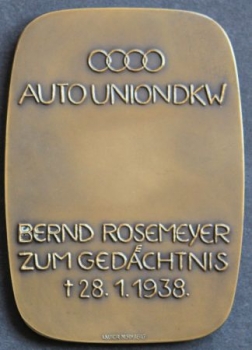 AUTO UNION DKW
BERND ROSEMEYER
ZUM GEDÄCHTNIS
† 28. 1. 1938.